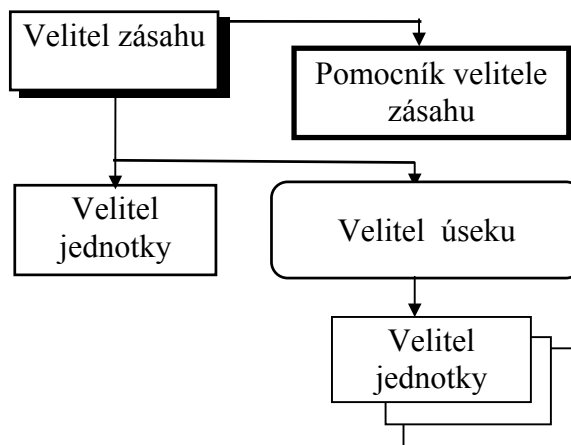 Velitel zásahu
Pomocník velitele
zásahu
Velitel
jednotky
Velitel úseku
Velitel
jednotky